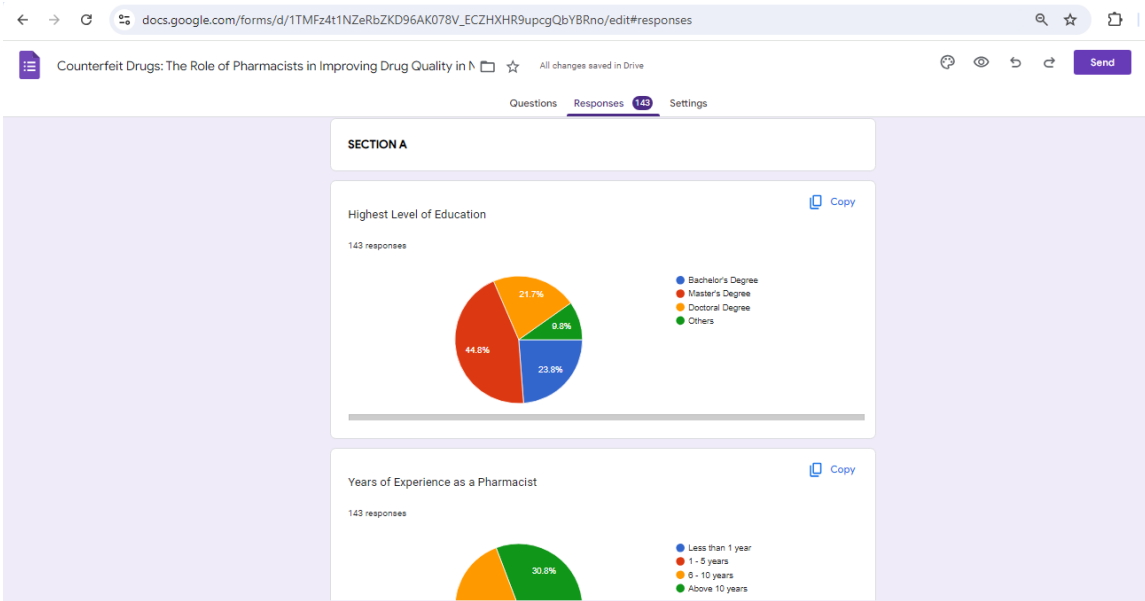 docs.google.com/forms/d/1TMFz4t1NZeRbZKD96AK078V_ECZHXHR9upcgQbYBRno/edit#responses
Counterfeit Drugs: The Role of Pharmacists in Improving Drug Quality in N
All changes saved in Drive
Send
Questions Responses 143 Settings
SECTION A
Copy
Highest Level of Education
143 responses
Bachelor's Degree
Master's Degree
Doctoral Degree
Others
21.7%
9.8%
44.8%
23.8%
Copy
Years of Experience as a Pharmacist
143 responses
Less than 1 year
1 - 5 years
6 - 10 years
Above 10 years
30.8%